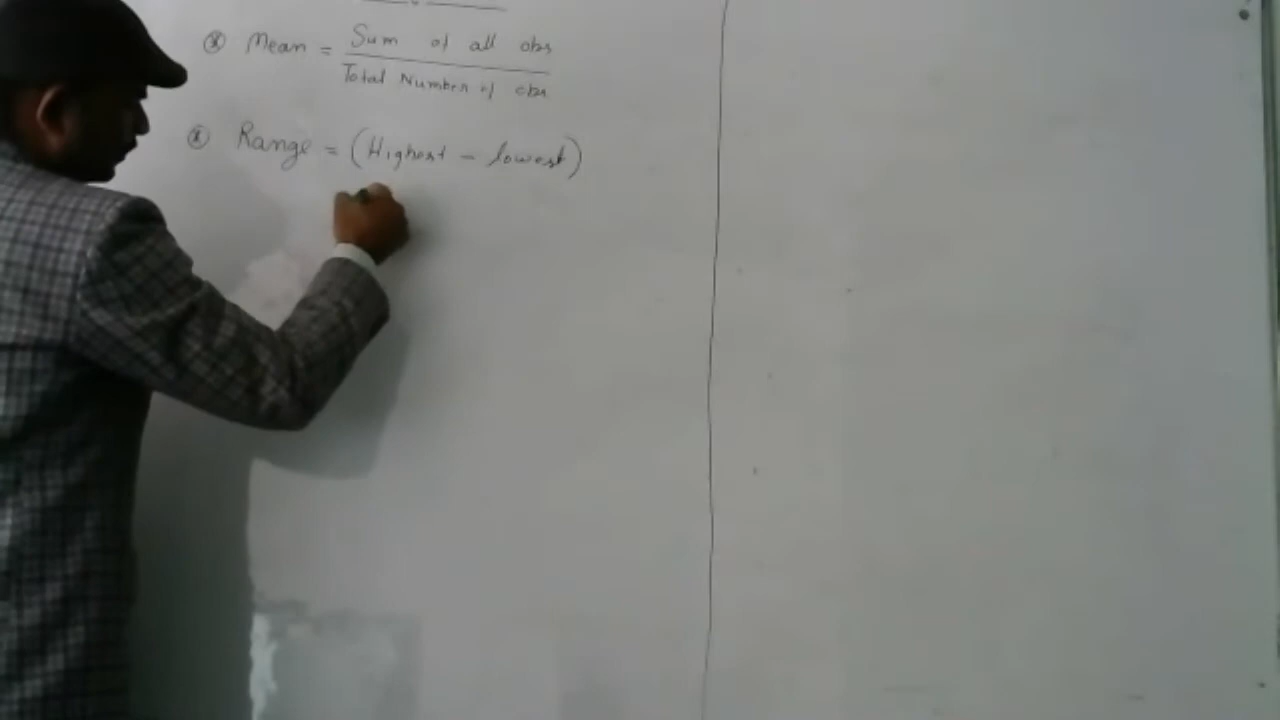 ⊛ Mean = Sum of all obs
Total Number of obs
⊛ Range = (Highest - lowest)